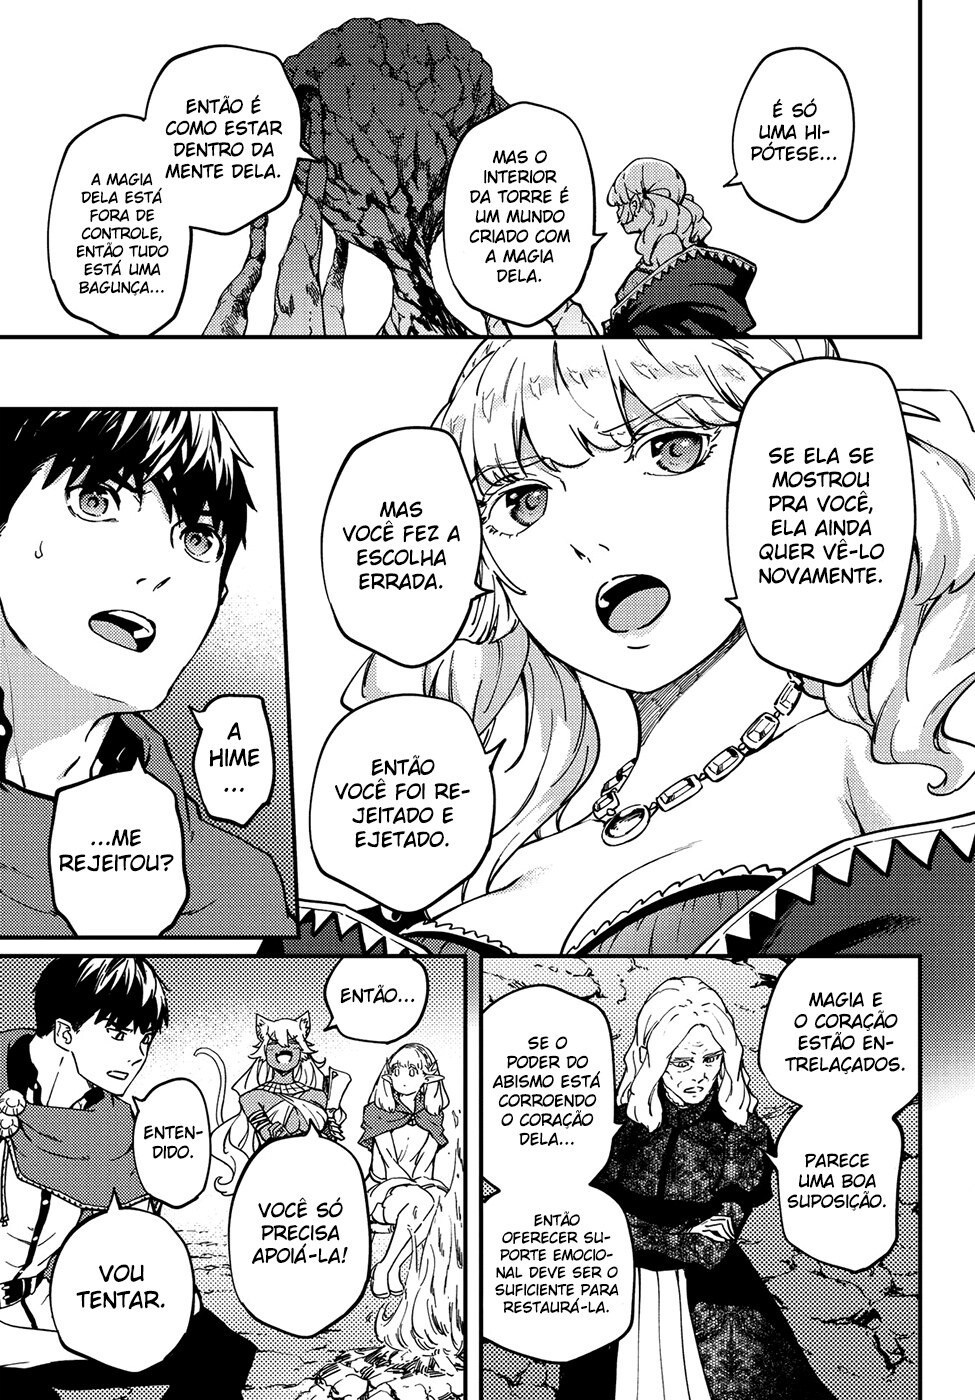 É SÓ
UMA HI-
PÓTESE...
MAS O
INTERIOR
DA TORRE É
UM MUNDO
CRIADO COM
A MAGIA
DELA.
ENTÃO É
COMO ESTAR
DENTRO DA
MENTE DELA.
A MAGIA
DELA ESTÁ
FORA DE
CONTROLE,
ENTÃO TUDO
ESTÁ UMA
BAGUNÇA...
SE ELA SE
MOSTROU
PRA VOCÊ,
ELA AINDA
QUER VÊ-LO
NOVAMENTE.
MAS
VOCÊ FEZ A
ESCOLHA
ERRADA.
ENTÃO
VOCÊ FOI RE-
JEITADO E
EJETADO.
A
HIME
...
...ME
REJEITOU?
MAGIA E
O CORAÇÃO
ESTÃO EN-
TRELAÇADOS.
PARECE
UMA BOA
SUPOSIÇÃO.
SE O
PODER DO
ABISMO ESTÁ
CORROENDO
O CORAÇÃO
DELA...
ENTÃO
OFERECER SU-
PORTE EMOCIO-
NAL DEVE SER O
SUFICIENTE PARA
RESTAURÁ-LA.
ENTÃO...
VOCÊ SÓ
PRECISA
APOIÁ-LA!
ENTEN-
DIDO.
VOU
TENTAR.